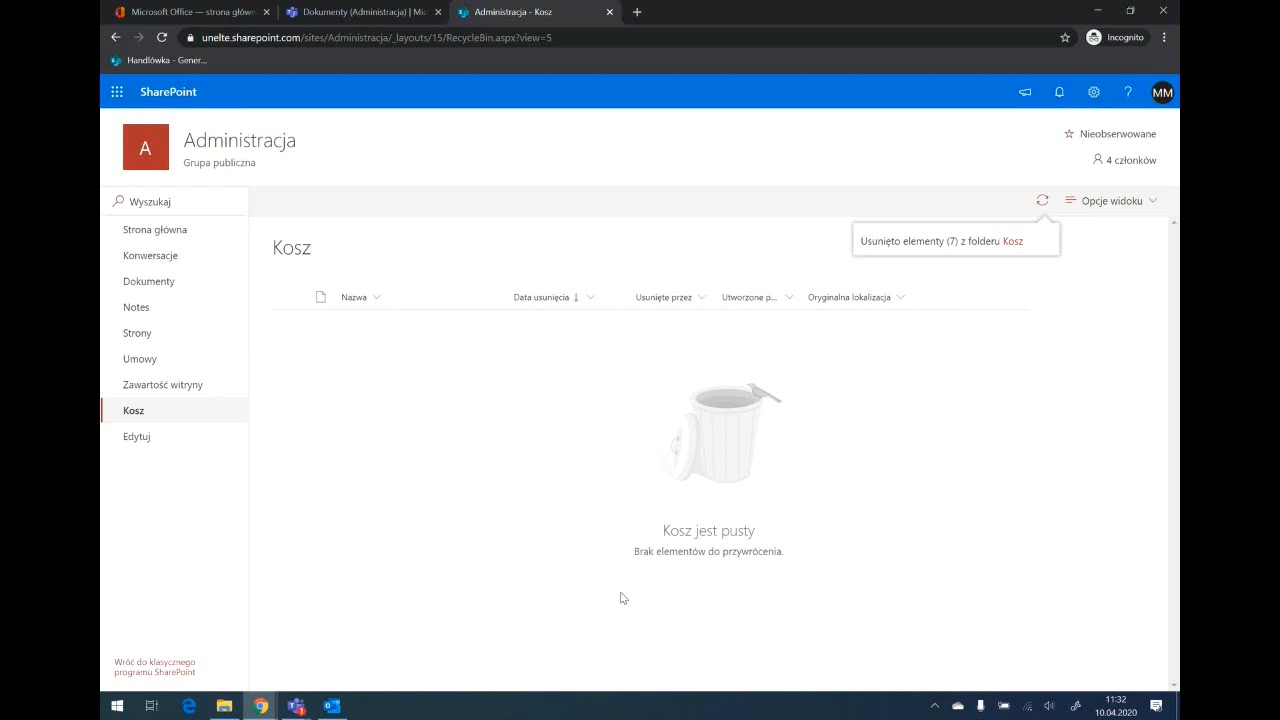 Microsoft Office — strona główn
Dokumenty (Administracja) | Mic
Administracja - Kosz
unelte.sharepoint.com/sites/Administracja/_layouts/15/RecycleBin.aspx?view=5
Incognito
Handlówka - Gener...
SharePoint
MM
A
Administracja
Grupa publiczna
Nieobserwowane
4 członków
Wyszukaj
Opcje widoku
Strona główna
Konwersacje
Dokumenty
Notes
Strony
Umowy
Zawartość witryny
Kosz
Edytuj
Kosz
Usunięto elementy (7) z folderu Kosz
Nazwa
Data usunięcia
Usunięte przez
Utworzone p...
Oryginalna lokalizacja
Kosz jest pusty
Brak elementów do przywrócenia.
Wróć do klasycznego
programu SharePoint
11:32
10.04.2020